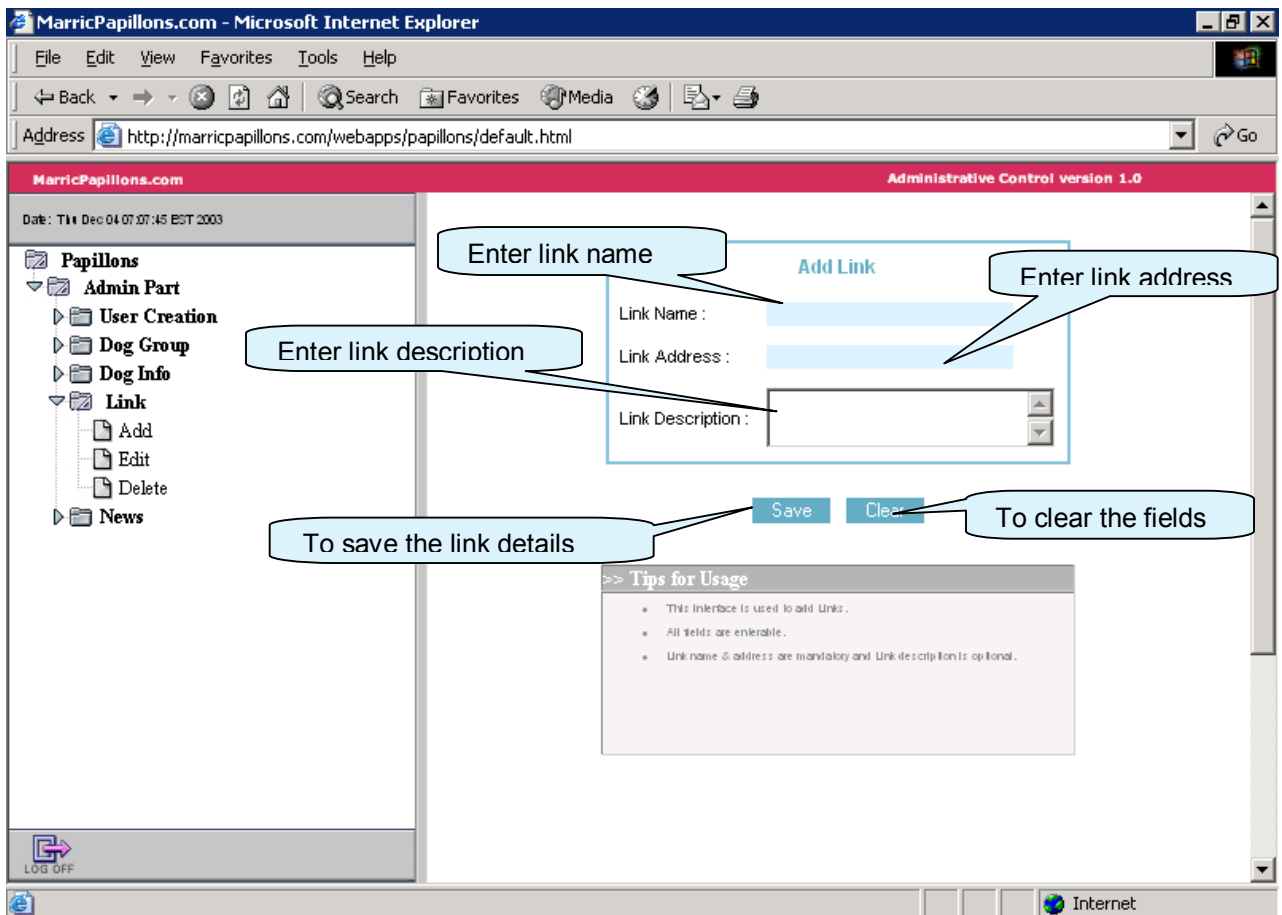 MarricPapillons.com - Microsoft Internet Explorer
File Edit View Favorites Tools Help
Back Search Favorites Media
Address http://marricpapillons.com/webapps/papillons/default.html Go
MarricPapillons.com Administrative Control version 1.0
Date : Thu Dec 04 07:07:45 EST 2003
Papillons
Admin Part
User Creation
Dog Group
Dog Info
Link
Add
Edit
Delete
News
LOG OFF
Enter link name
Add Link
Enter link address
Link Name :
Enter link description
Link Address :
Link Description :
Save Clear
To clear the fields
To save the link details
>> Tips for Usage
This interface is used to add Links.
All fields are enterable.
Link name & address are mandatory and Link description is optional.
Internet